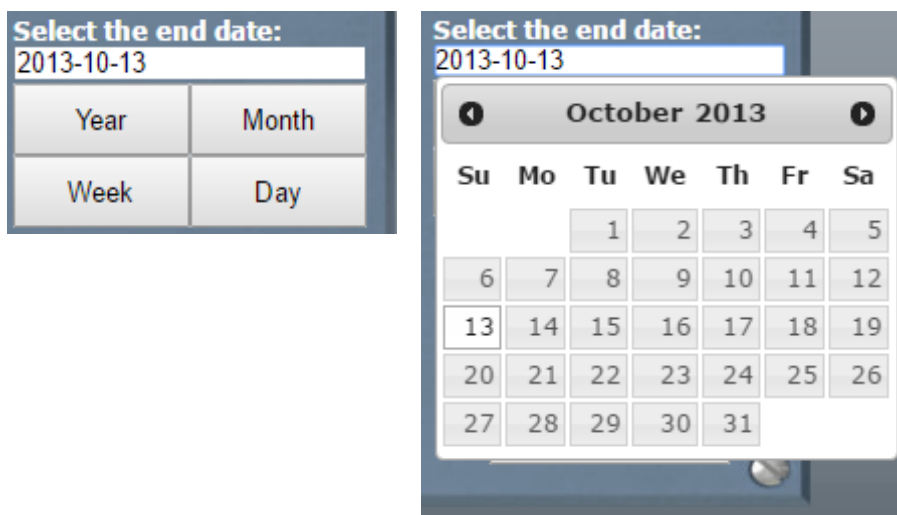 Select the end date:
2013-10-13
Year Month
Week Day
Select the end date:
2013-10-13
October 2013
Su Mo Tu We Th Fr Sa
1 2 3 4 5
6 7 8 9 10 11 12
13 14 15 16 17 18 19
20 21 22 23 24 25 26
27 28 29 30 31